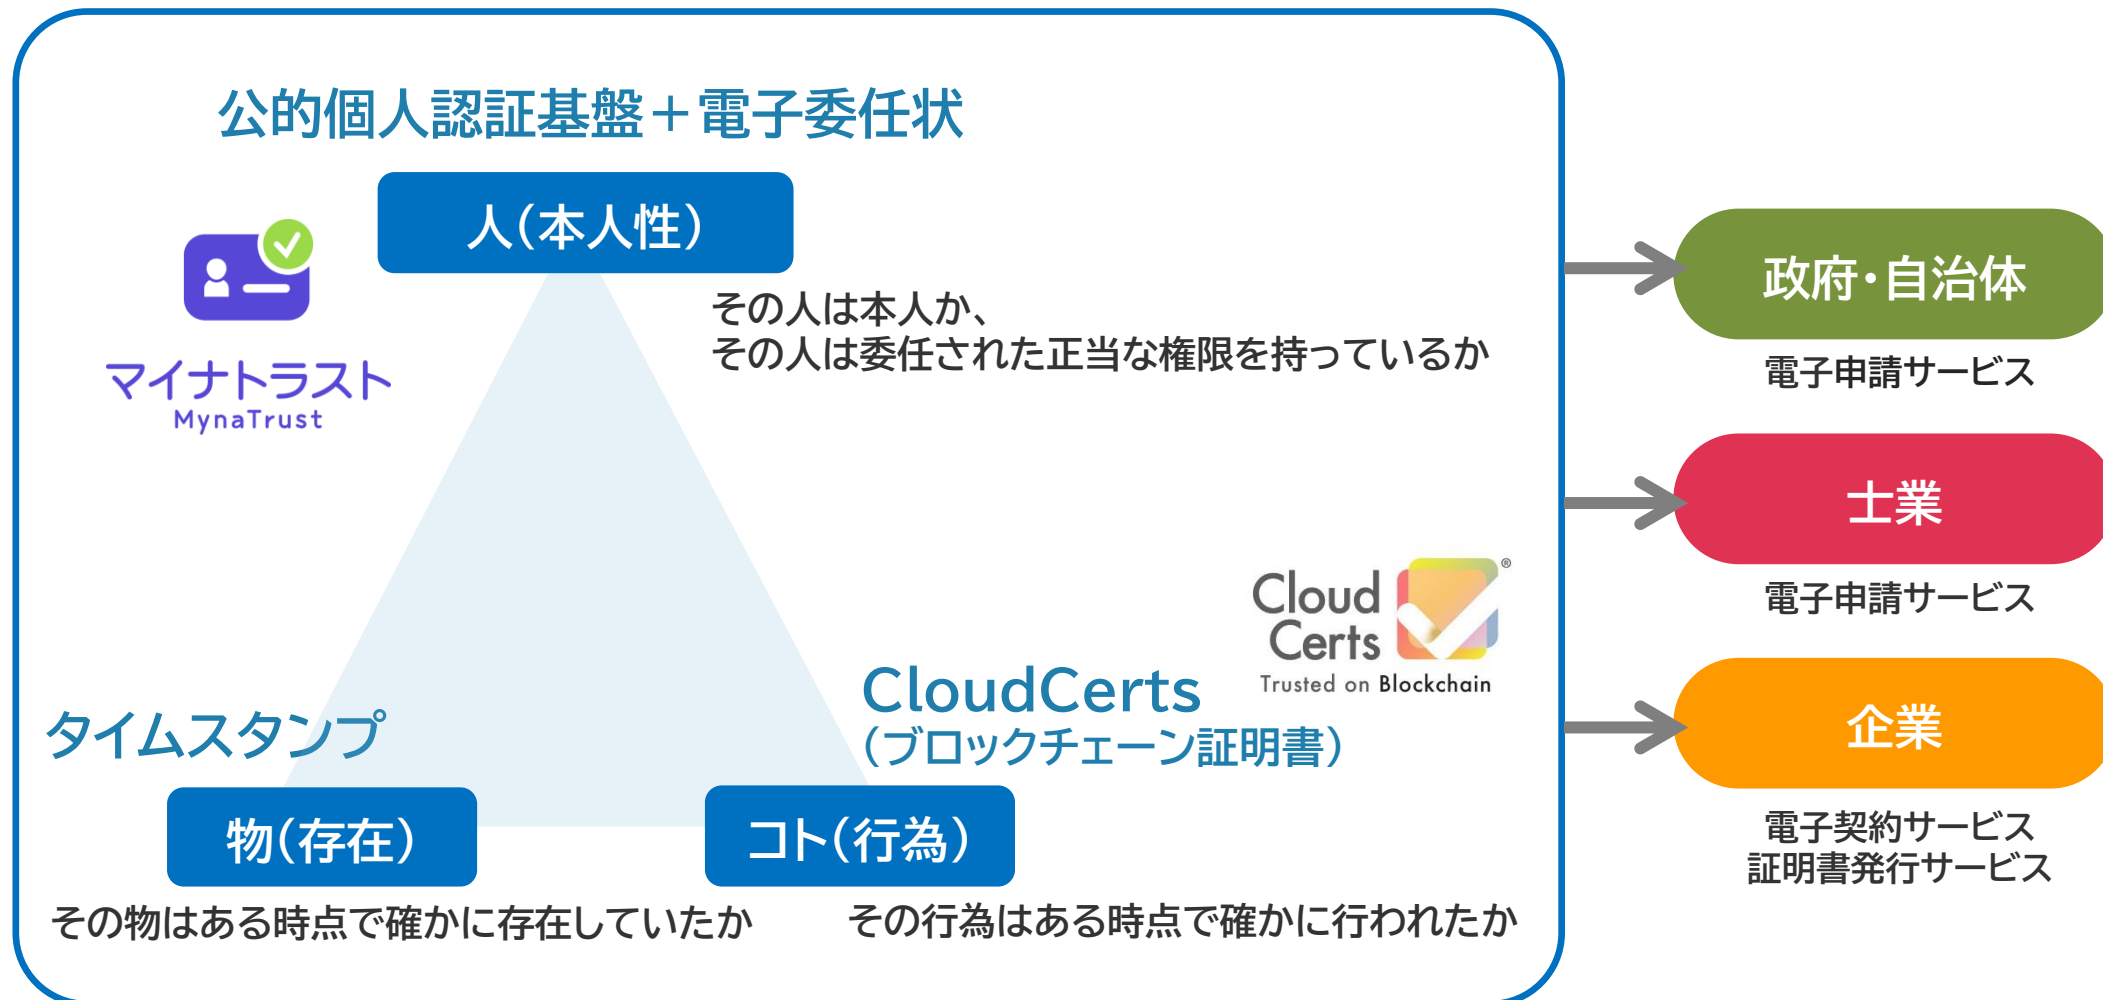 公的個人認証基盤＋電子委任状
人（本人性）
マイナトラスト
MynaTrust
その人は本人か、
その人は委任された正当な権限を持っているか
Cloud
Certs
®
Trusted on Blockchain
タイムスタンプ
CloudCerts
（ブロックチェーン証明書）
物（存在）
コト（行為）
その物はある時点で確かに存在していたか
その行為はある時点で確かに行われたか
政府・自治体
電子申請サービス
士業
電子申請サービス
企業
電子契約サービス
証明書発行サービス